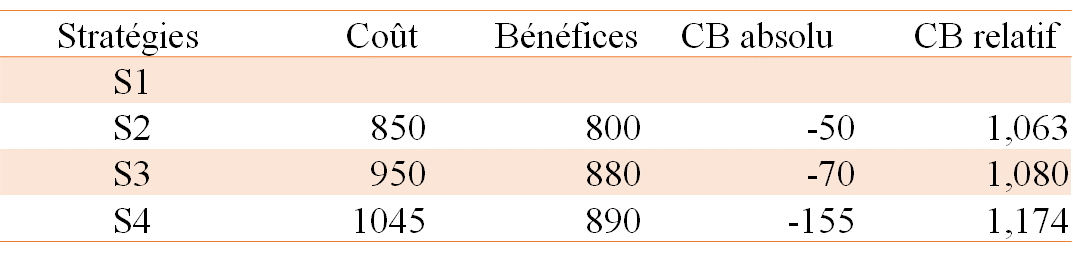 Stratégies Coût Bénéfices CB absolu CB relatif
S1
S2 850 800 -50 1,063
S3 950 880 -70 1,080
S4 1045 890 -155 1,174